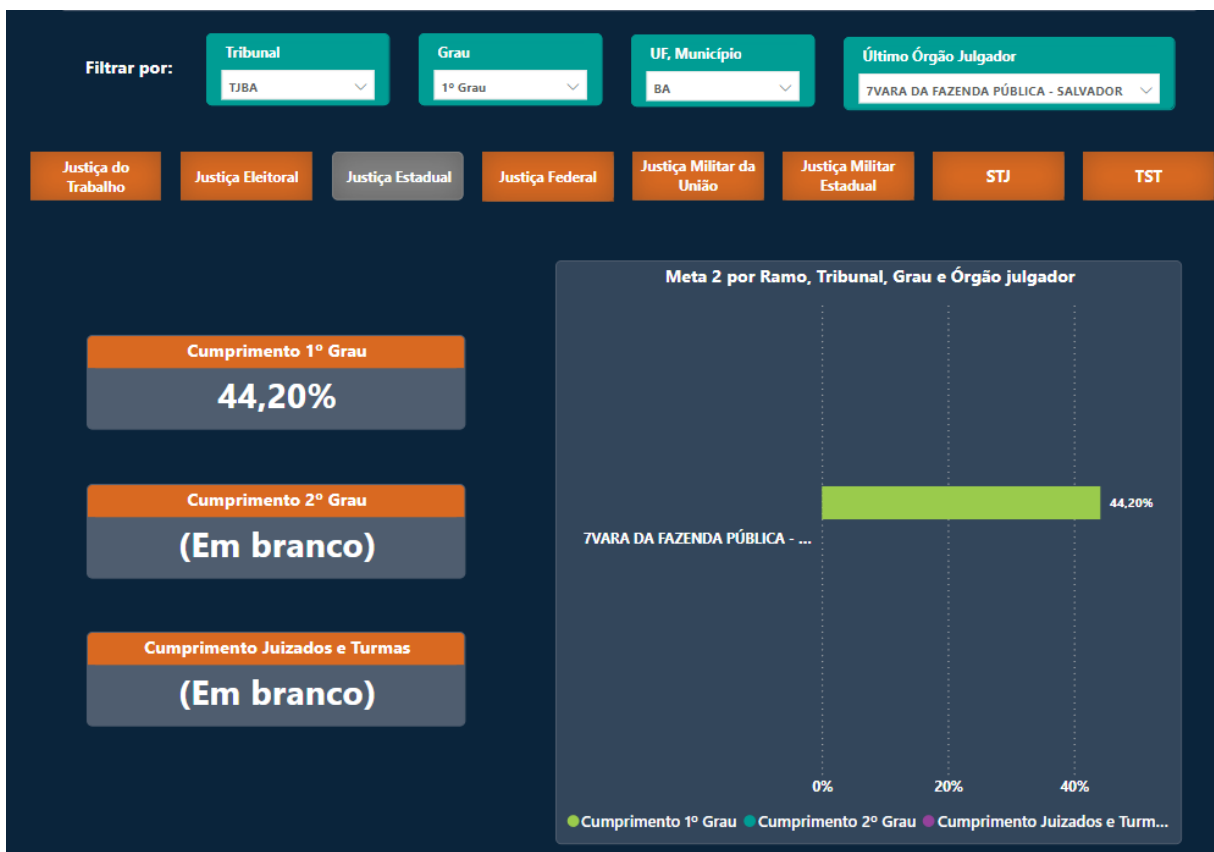 Filtrar por:
Tribunal
TJBA
Grau
1º Grau
UF, Município
BA
Último Órgão Julgador
7VARA DA FAZENDA PÚBLICA - SALVADOR
Justiça do
Trabalho
Justiça Eleitoral
Justiça Estadual
Justiça Federal
Justiça Militar da
União
Justiça Militar
Estadual
STJ
TST
Cumprimento 1º Grau
44,20%
Cumprimento 2º Grau
(Em branco)
Cumprimento Juizados e Turmas
(Em branco)
Meta 2 por Ramo, Tribunal, Grau e Órgão julgador
44,20%
7VARA DA FAZENDA PÚBLICA - ...
0% 20% 40%
Cumprimento 1º Grau Cumprimento 2º Grau Cumprimento Juizados e Turm...